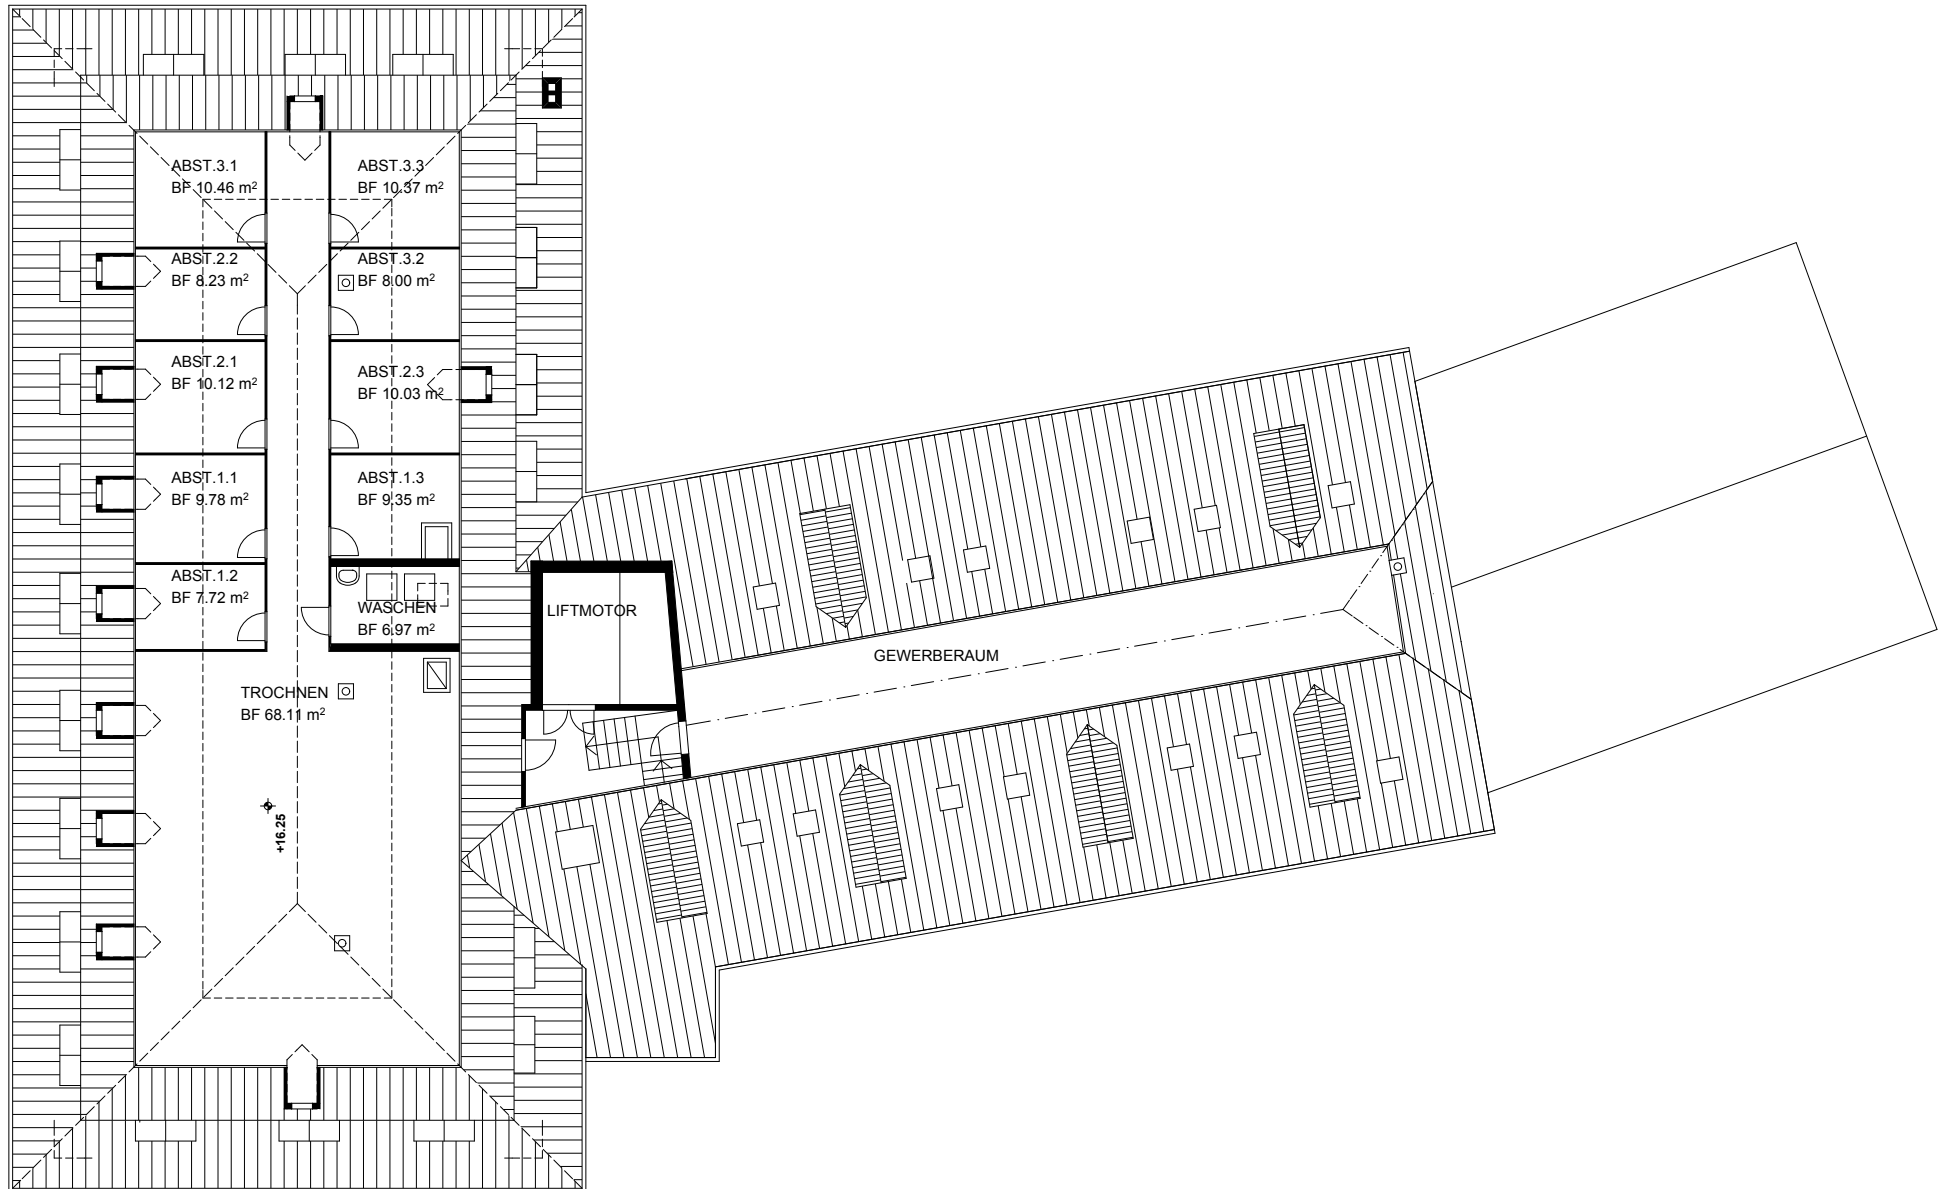 ABST.3.1
BF 10.46 m²
ABST.3.3
BF 10.37 m²
ABST.2.2
BF 8.23 m²
ABST.3.2
BF 8.00 m²
ABST.2.1
BF 10.12 m²
ABST.2.3
BF 10.03 m²
ABST.1.1
BF 9.78 m²
ABST.1.3
BF 9.35 m²
ABST.1.2
BF 7.72 m²
WASCHEN
BF 6.97 m²
LIFTMOTOR
GEWERBERAUM
TROCHNEN
BF 68.11 m²
+16.25